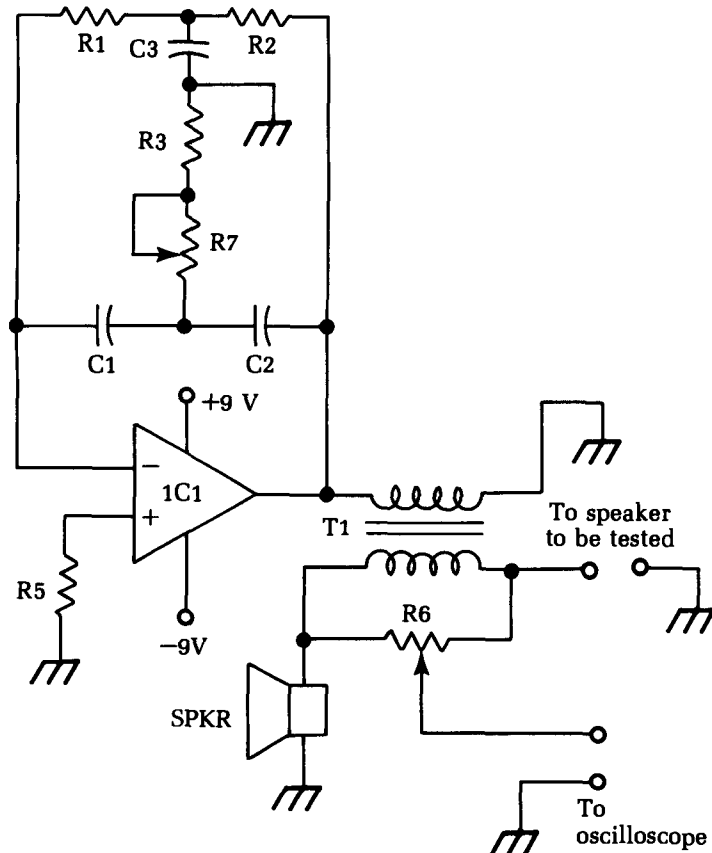 R1
C3
R2
R3
R7
C1
C2
+9 V
−
1C1
+
T1
To speaker
to be tested
R5
R6
−9V
SPKR
To
oscilloscope